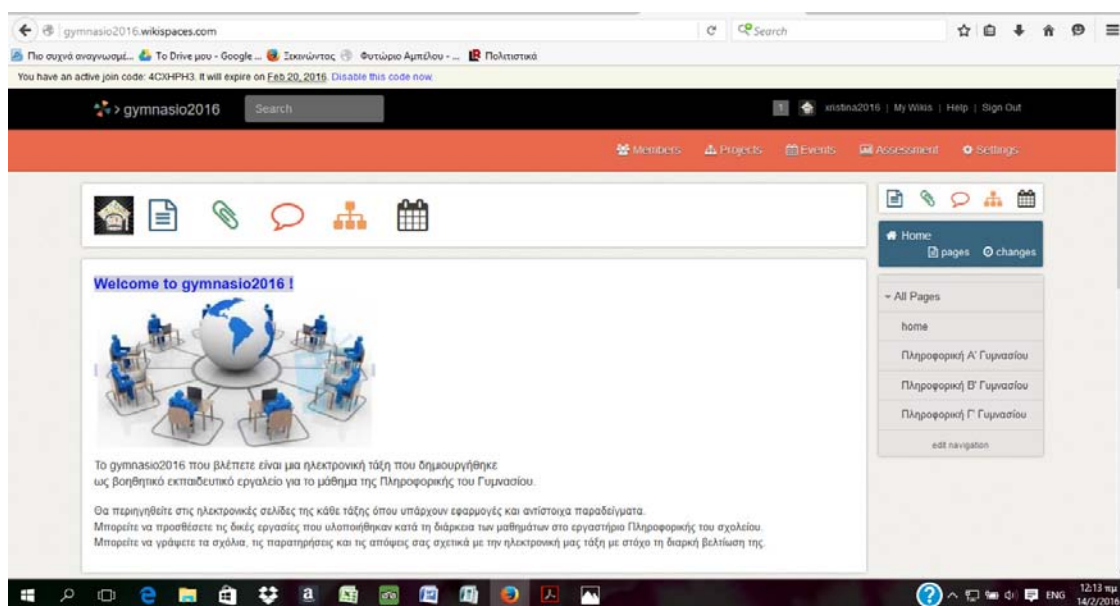 gymnasio2016.wikispaces.com
Search
Πιο συχνά αναγνωσμέ... Το Drive μου - Google ... Ξεκινώντας Φυτώριο Αμπέλου - ... Πολιτιστικά
You have an active join code: 4CXHPH3. It will expire on Feb 20, 2016. Disable this code now.
> gymnasio2016
Search
1 xristina2016 | My Wikis | Help | Sign Out
Members Projects Events Assessment Settings
Welcome to gymnasio2016 !
Το gymnasio2016 που βλέπετε είναι μια ηλεκτρονική τάξη που δημιουργήθηκε
ως βοηθητικό εκπαιδευτικό εργαλείο για το μάθημα της Πληροφορικής του Γυμνασίου.
Θα περιηγηθείτε στις ηλεκτρονικές σελίδες της κάθε τάξης όπου υπάρχουν εφαρμογές και αντίστοιχα παραδείγματα.
Μπορείτε να προσθέσετε τις δικές εργασίες που υλοποιήθηκαν κατά τη διάρκεια των μαθημάτων στο εργαστήριο Πληροφορικής του σχολείου.
Μπορείτε να γράψετε τα σχόλια, τις παρατηρήσεις και τις απόψεις σας σχετικά με την ηλεκτρονική μας τάξη με στόχο τη διαρκή βελτίωση της.
Home
pages changes
All Pages
home
Πληροφορική Α' Γυμνασίου
Πληροφορική Β' Γυμνασίου
Πληροφορική Γ' Γυμνασίου
edit navigation
ENG
12:13 πμ
14/2/2016